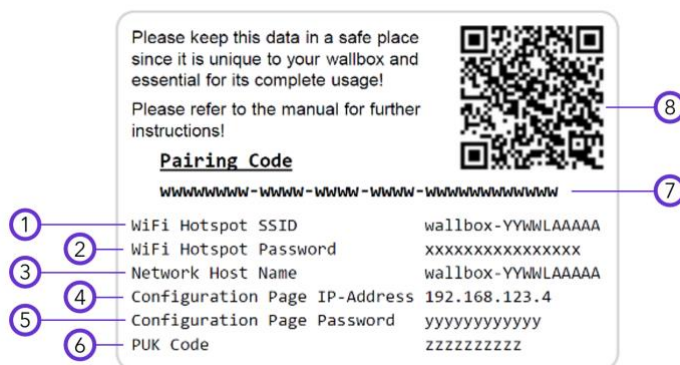 Please keep this data in a safe place
since it is unique to your wallbox and
essential for its complete usage!
Please refer to the manual for further
instructions!
8
Pairing Code
wwwwwwww-wwww-wwww-wwww-wwwwwwwwwwww
7
1 WiFi Hotspot SSID wallbox-YYWWLAAAAA
2 WiFi Hotspot Password xxxxxxxxxxxxxxxx
3 Network Host Name wallbox-YYWWLAAAAA
4 Configuration Page IP-Address 192.168.123.4
5 Configuration Page Password yyyyyyyyyyyy
6 PUK Code zzzzzzzzzz